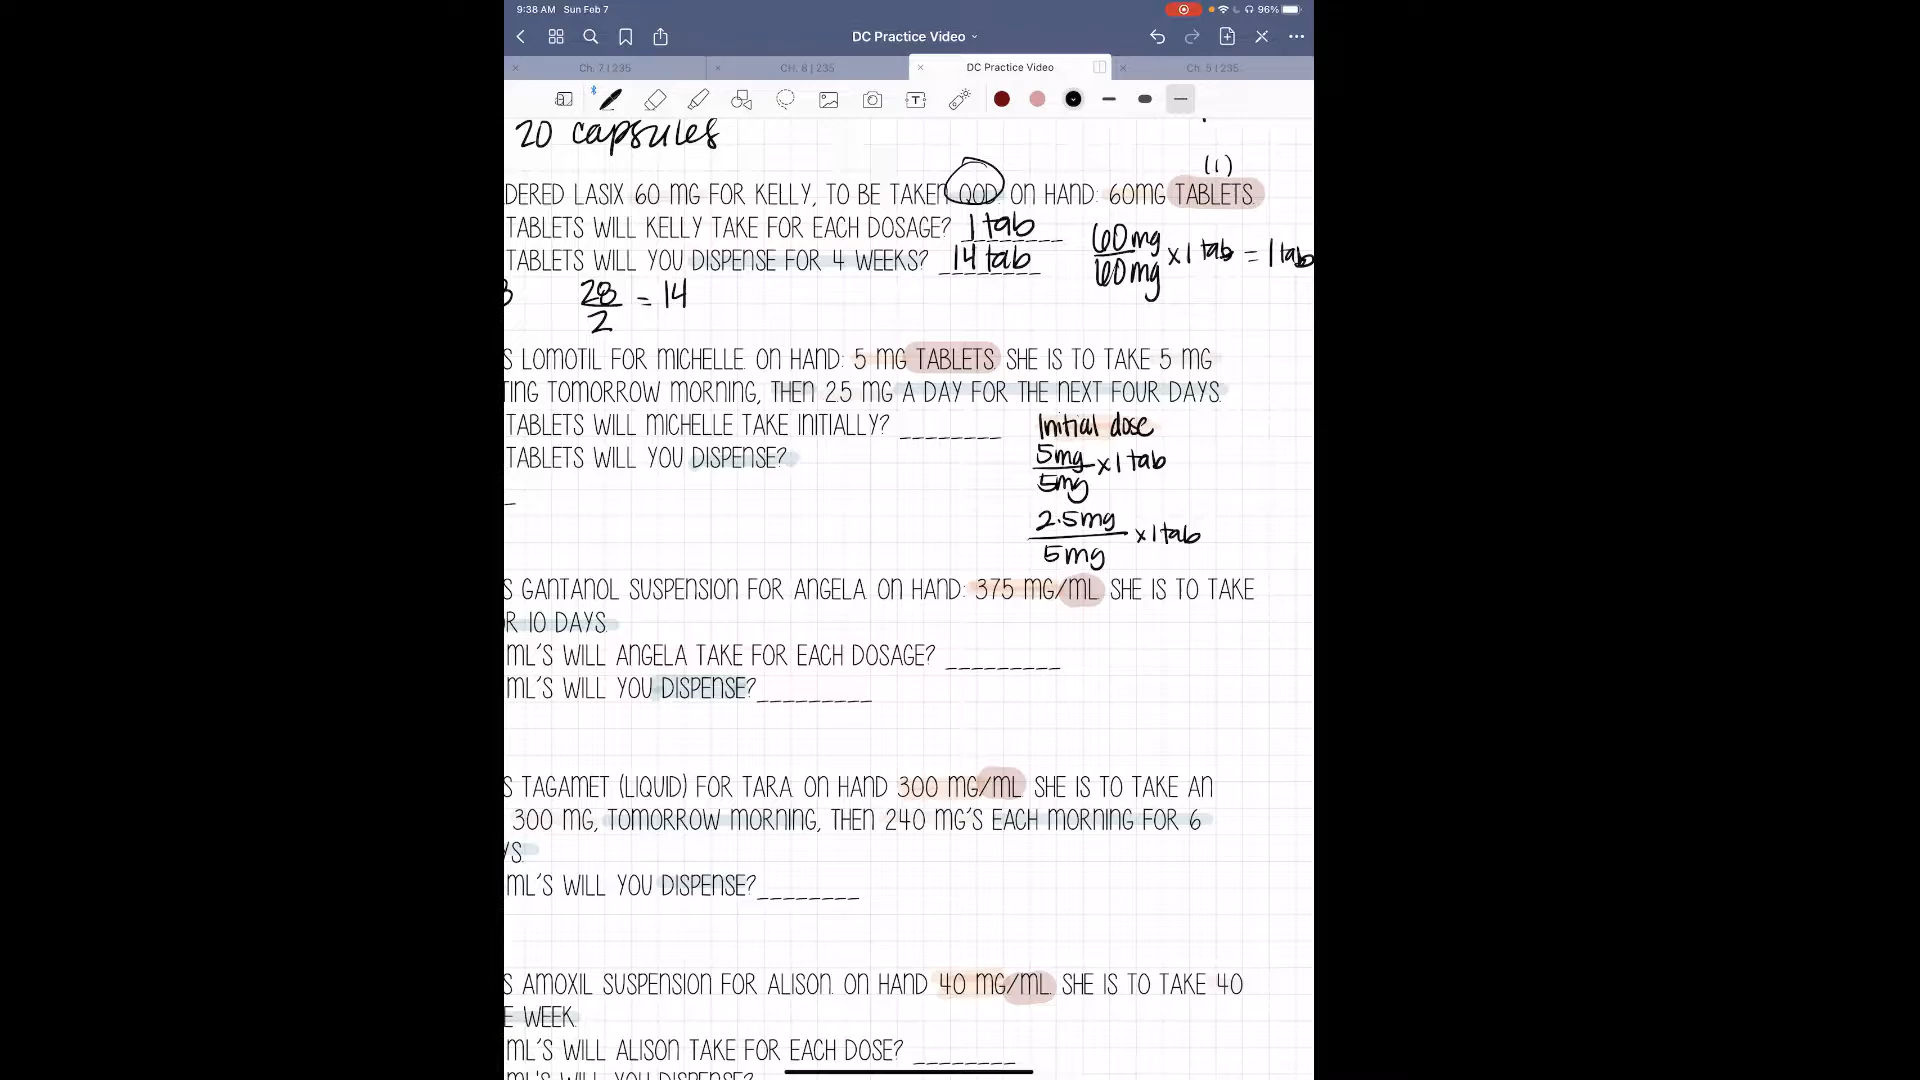 9:38 AM Sun Feb 7
96%
DC Practice Video
Ch. 7 | 235
CH. 8 | 235
DC Practice Video
Ch. 5 | 235
20 capsules
(1)
DERED LASIX 60 MG FOR KELLY, TO BE TAKEN QOD. ON HAND: 60MG TABLETS.
TABLETS WILL KELLY TAKE FOR EACH DOSAGE? 1 tab
TABLETS WILL YOU DISPENSE FOR 4 WEEKS? 14 tab
60mg
60mg x 1 tab = 1 tab
28
2 = 14
S LOMOTIL FOR MICHELLE. ON HAND: 5 MG TABLETS. SHE IS TO TAKE 5 MG
TING TOMORROW MORNING, THEN 2.5 MG A DAY FOR THE NEXT FOUR DAYS.
TABLETS WILL MICHELLE TAKE INITIALLY? ________
TABLETS WILL YOU DISPENSE?
Initial dose
5mg
5mg x 1 tab
2.5mg
5mg x 1 tab
S GANTANOL SUSPENSION FOR ANGELA. ON HAND: 375 MG/ML. SHE IS TO TAKE
R 10 DAYS.
ML'S WILL ANGELA TAKE FOR EACH DOSAGE? _________
ML'S WILL YOU DISPENSE? _________
S TAGAMET (LIQUID) FOR TARA. ON HAND 300 MG/ML. SHE IS TO TAKE AN
300 MG, TOMORROW MORNING, THEN 240 MG'S EACH MORNING FOR 6
YS.
ML'S WILL YOU DISPENSE? ________
S AMOXIL SUSPENSION FOR ALISON. ON HAND 40 MG/ML. SHE IS TO TAKE 40
E WEEK.
ML'S WILL ALISON TAKE FOR EACH DOSE? ________
ML'S WILL YOU DISPENSE?